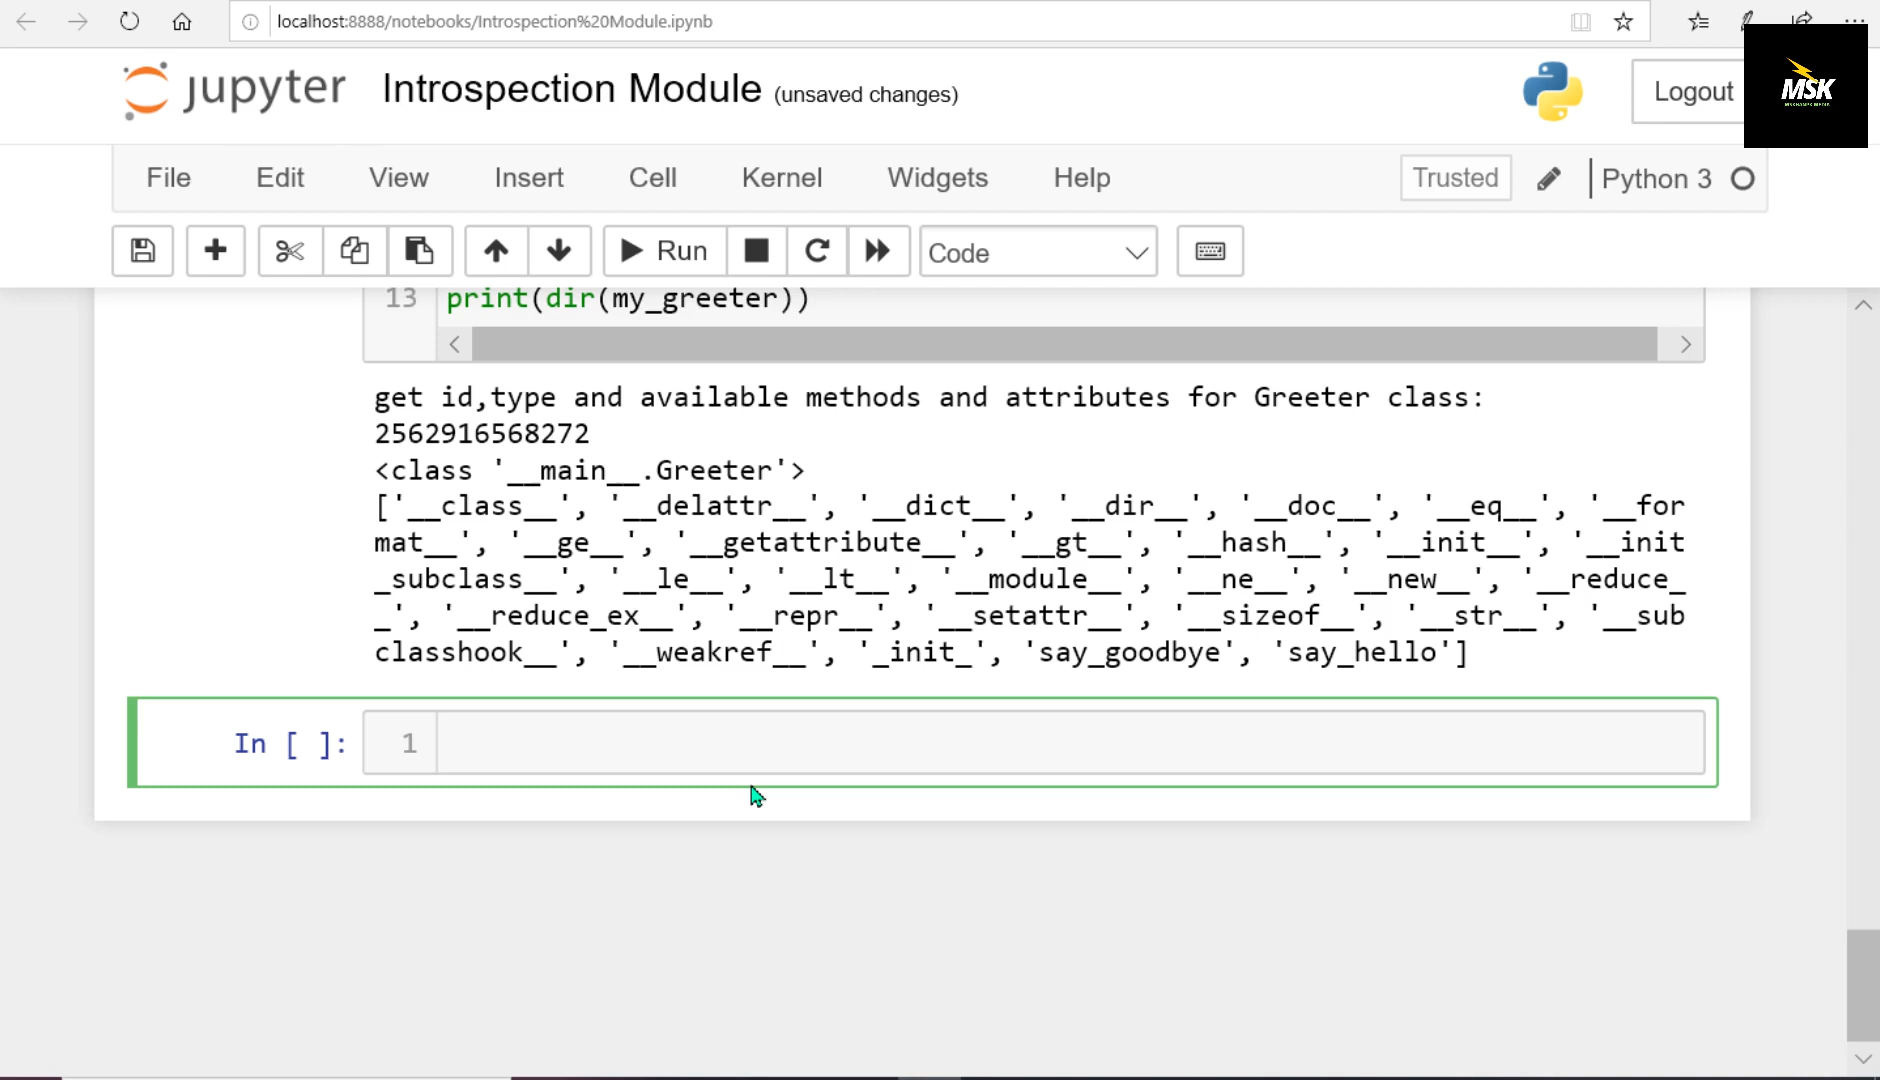 localhost:8888/notebooks/Introspection%20Module.ipynb
jupyter Introspection Module (unsaved changes)
Logout
MSK
File Edit View Insert Cell Kernel Widgets Help
Trusted Python 3
Run Code
13 print(dir(my_greeter))
get id,type and available methods and attributes for Greeter class:
2562916568272
<class '__main__.Greeter'>
['__class__', '__delattr__', '__dict__', '__dir__', '__doc__', '__eq__', '__for
mat__', '__ge__', '__getattribute__', '__gt__', '__hash__', '__init__', '__init
_subclass__', '__le__', '__lt__', '__module__', '__ne__', '__new__', '__reduce_
_', '__reduce_ex__', '__repr__', '__setattr__', '__sizeof__', '__str__', '__sub
classhook__', '__weakref__', '_init_', 'say_goodbye', 'say_hello']
In [ ]: 1